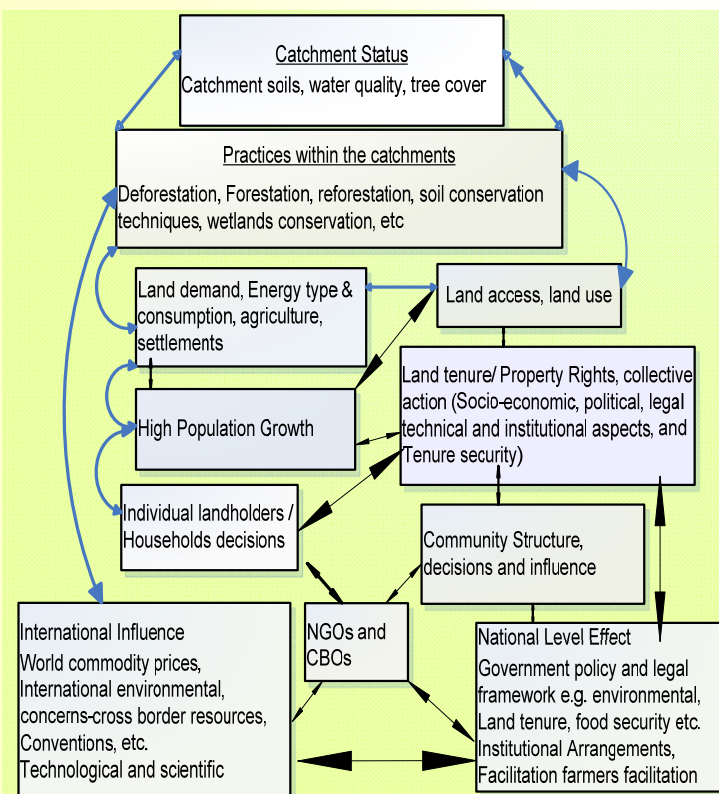 Catchment Status
Catchment soils, water quality, tree cover
Practices within the catchments
Deforestation, Forestation, reforestation, soil conservation
techniques, wetlands conservation, etc
Land demand, Energy type &
consumption, agriculture,
settlements
Land access, land use
High Population Growth
Land tenure/ Property Rights, collective
action (Socio-economic, political, legal
technical and institutional aspects, and
Tenure security)
Individual landholders /
Households decisions
Community Structure,
decisions and influence
International Influence
World commodity prices,
International environmental,
concerns-cross border resources,
Conventions, etc.
Technological and scientific
NGOs and
CBOs
National Level Effect
Government policy and legal
framework e.g. environmental,
Land tenure, food security etc.
Institutional Arrangements,
Facilitation farmers facilitation